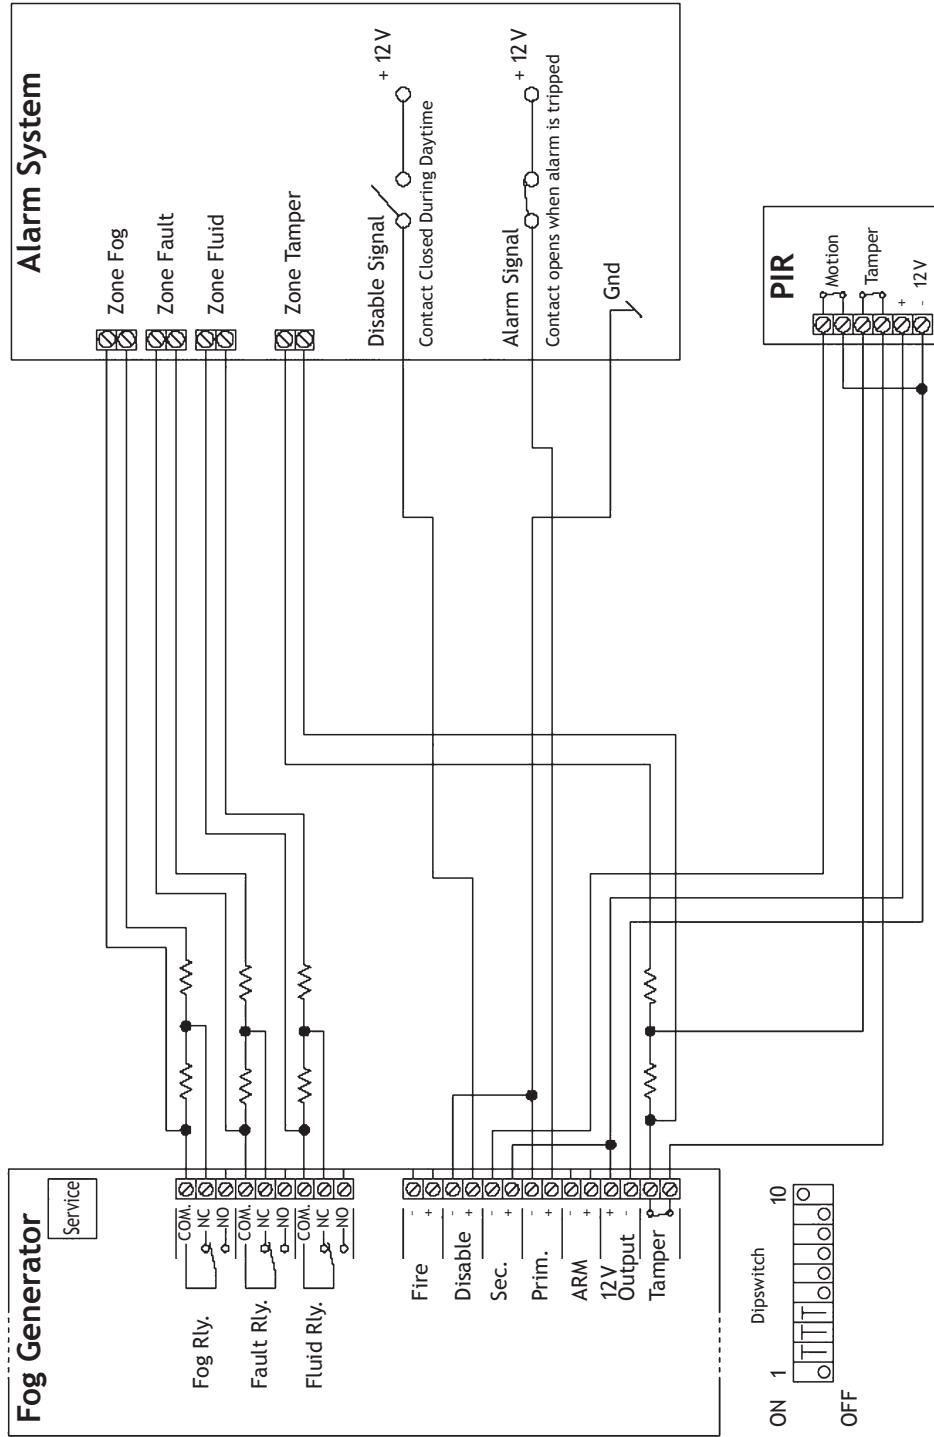 Alarm System
Zone Fog
Zone Fault
Zone Fluid
Zone Tamper
Disable Signal
+ 12 V
Contact Closed During Daytime
Alarm Signal
+ 12 V
Contact opens when alarm is tripped
Gnd
PIR
Motion
Tamper
+
- 12 V
Fog Generator
Service
Fog Rly.
COM.
NC
NO
Fault Rly.
COM.
NC
NO
Fluid Rly.
COM.
NC
NO
Fire
-
+
Disable
-
+
Sec.
-
+
Prim.
-
+
ARM
-
+
12 V
Output
+
-
Tamper
Dipswitch
ON 1 10
OFF